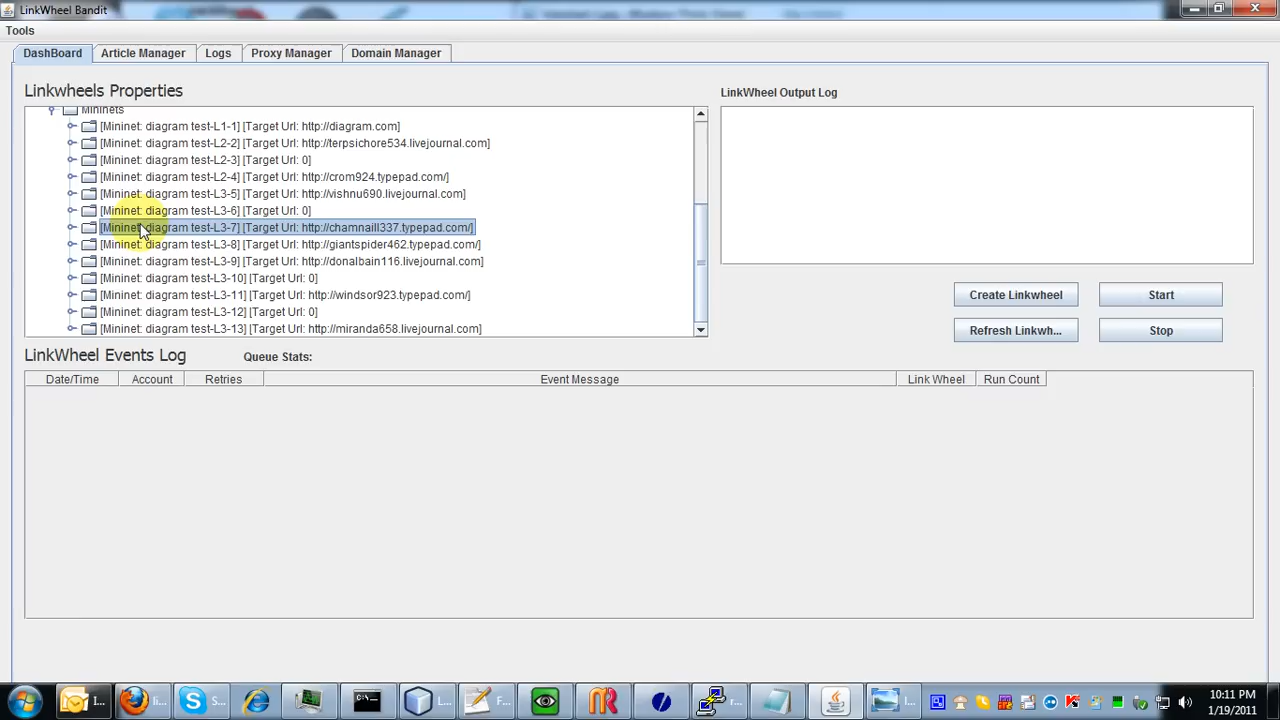 LinkWheel Bandit
Tools
DashBoard Article Manager Logs Proxy Manager Domain Manager
Linkwheels Properties
LinkWheel Output Log
Mininets
[Mininet: diagram test-L1-1] [Target Url: http://diagram.com]
[Mininet: diagram test-L2-2] [Target Url: http://terpsichore534.livejournal.com]
[Mininet: diagram test-L2-3] [Target Url: 0]
[Mininet: diagram test-L2-4] [Target Url: http://crom924.typepad.com/]
[Mininet: diagram test-L3-5] [Target Url: http://vishnu690.livejournal.com]
[Mininet: diagram test-L3-6] [Target Url: 0]
[Mininet: diagram test-L3-7] [Target Url: http://chamnaill337.typepad.com/]
[Mininet: diagram test-L3-8] [Target Url: http://giantspider462.typepad.com/]
[Mininet: diagram test-L3-9] [Target Url: http://donalbain116.livejournal.com]
[Mininet: diagram test-L3-10] [Target Url: 0]
[Mininet: diagram test-L3-11] [Target Url: http://windsor923.typepad.com/]
[Mininet: diagram test-L3-12] [Target Url: 0]
[Mininet: diagram test-L3-13] [Target Url: http://miranda658.livejournal.com]
Create Linkwheel Start
Refresh Linkwh... Stop
LinkWheel Events Log Queue Stats:
Date/Time Account Retries Event Message Link Wheel Run Count
I... fi... S... L... F... r... I...
10:11 PM
1/19/2011